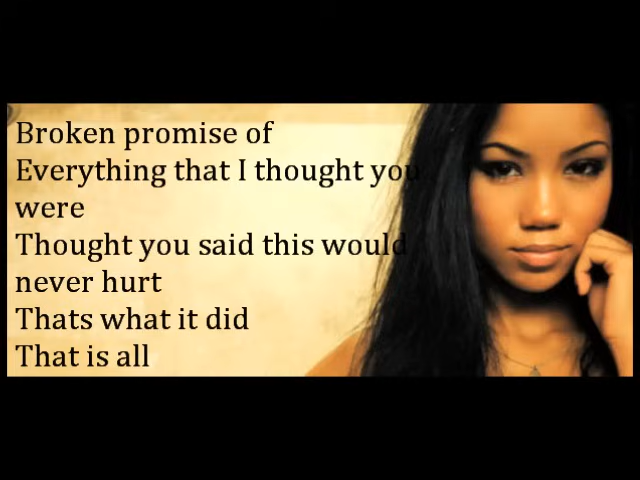 Broken promise of
Everything that I thought you
were
Thought you said this would
never hurt
Thats what it did
That is all